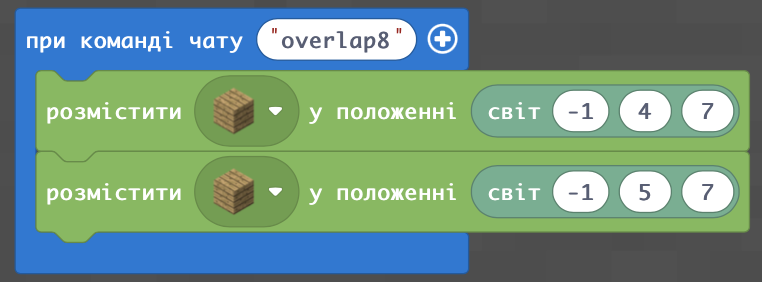 при команді чату "overlap8"
розмістити у положенні світ -1 4 7
розмістити у положенні світ -1 5 7